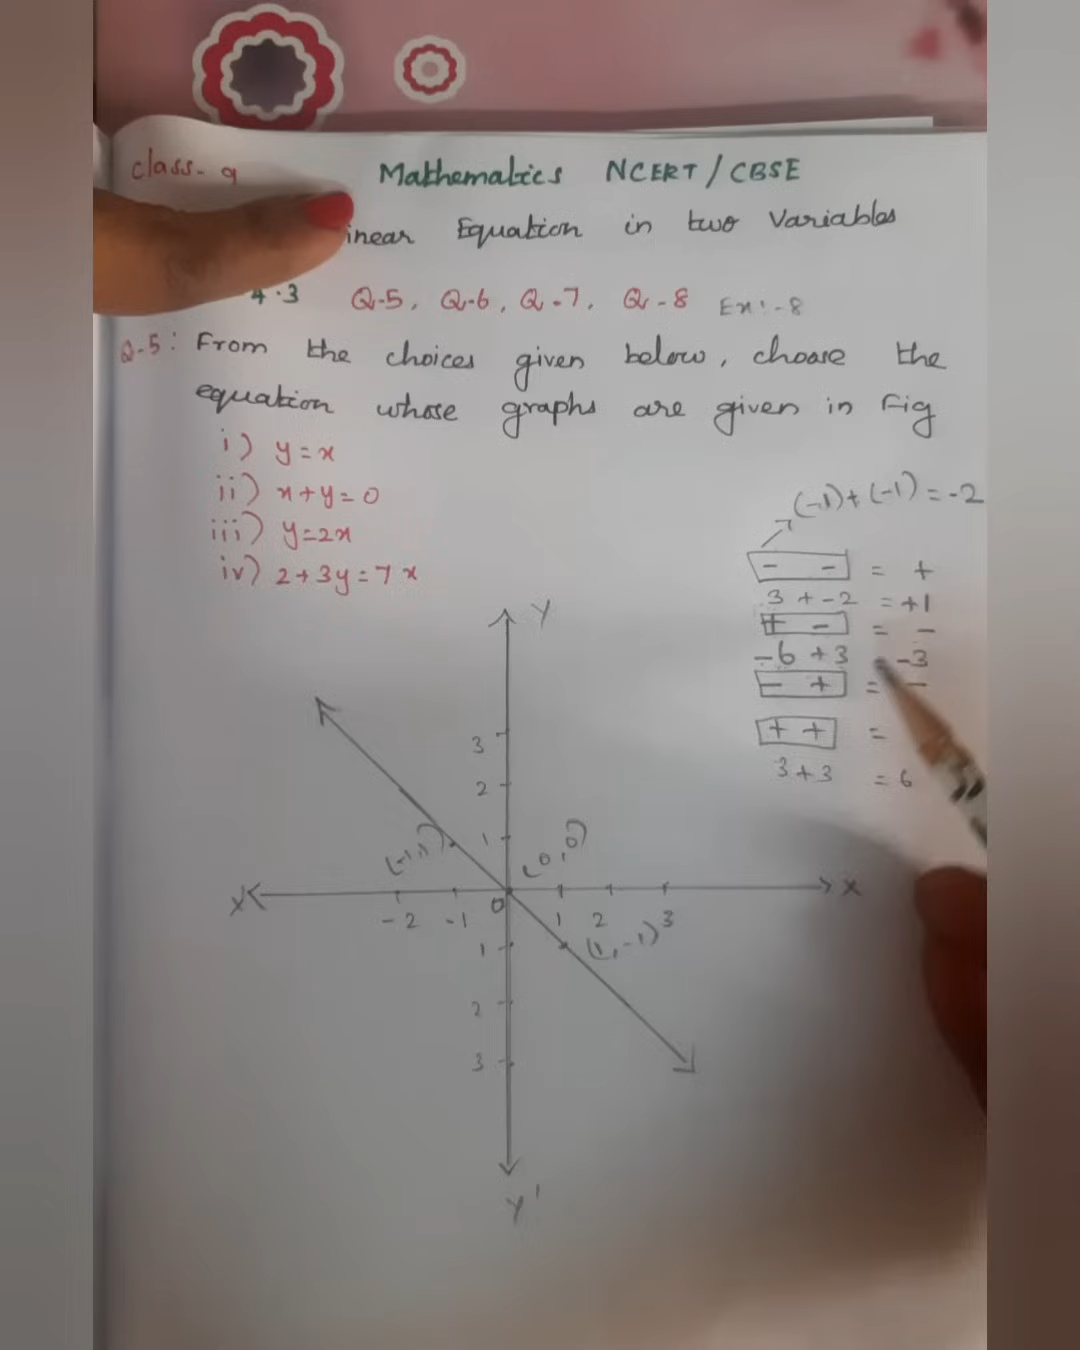 class-9 Mathematics NCERT/CBSE
inear Equation in two Variables
4.3 Q-5, Q-6, Q-7, Q-8 Ex:-8
Q-5: From the choices given below, choose the
equation whose graphs are given in Fig
i) y=x
ii) x+y=0
iii) y=2x
iv) 2+3y=7x
(-1)+(-1)=-2
- - = +
3 + -2 = +1
+ - = -
-6 +3 = -3
- + = -
+ + =
3+3 = 6
Y
3
2
1
(-1,1)
(0,0)
X X
-2 -1 0 1 2 3
(1,-1)
1
2
3
Y'